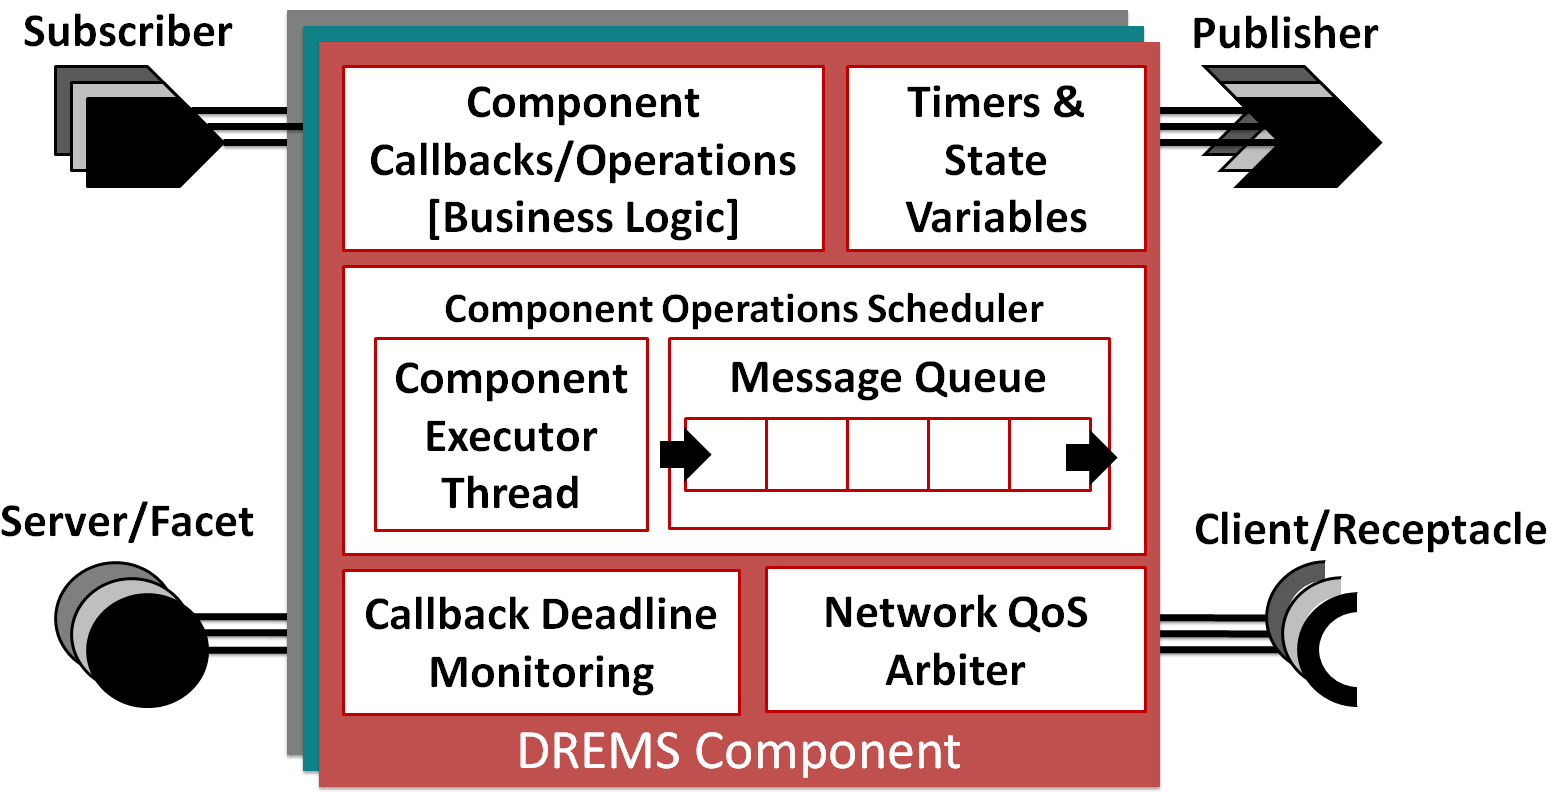 Subscriber
Publisher
Component
Callbacks/Operations
[Business Logic]
Timers &
State
Variables
Component Operations Scheduler
Component
Executor
Thread
Message Queue
Server/Facet
Client/Receptacle
Callback Deadline
Monitoring
Network QoS
Arbiter
DREMS Component